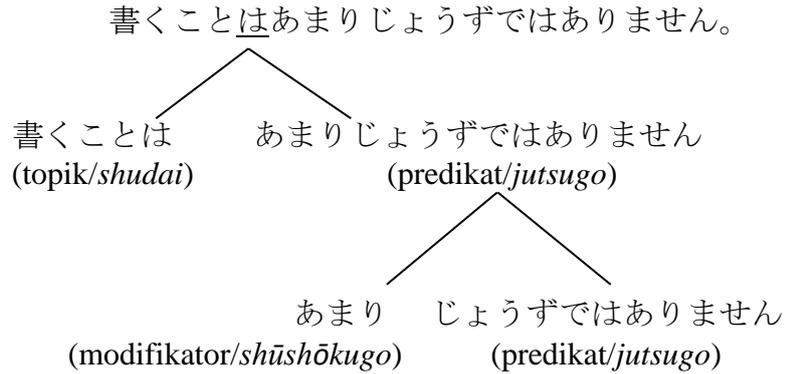 書くことはあまりじょうずではありません。
書くことは あまりじょうずではありません
(topik/shudai) (predikat/jutsugo)
あまり じょうずではありません
(modifikator/shūshōkugo) (predikat/jutsugo)